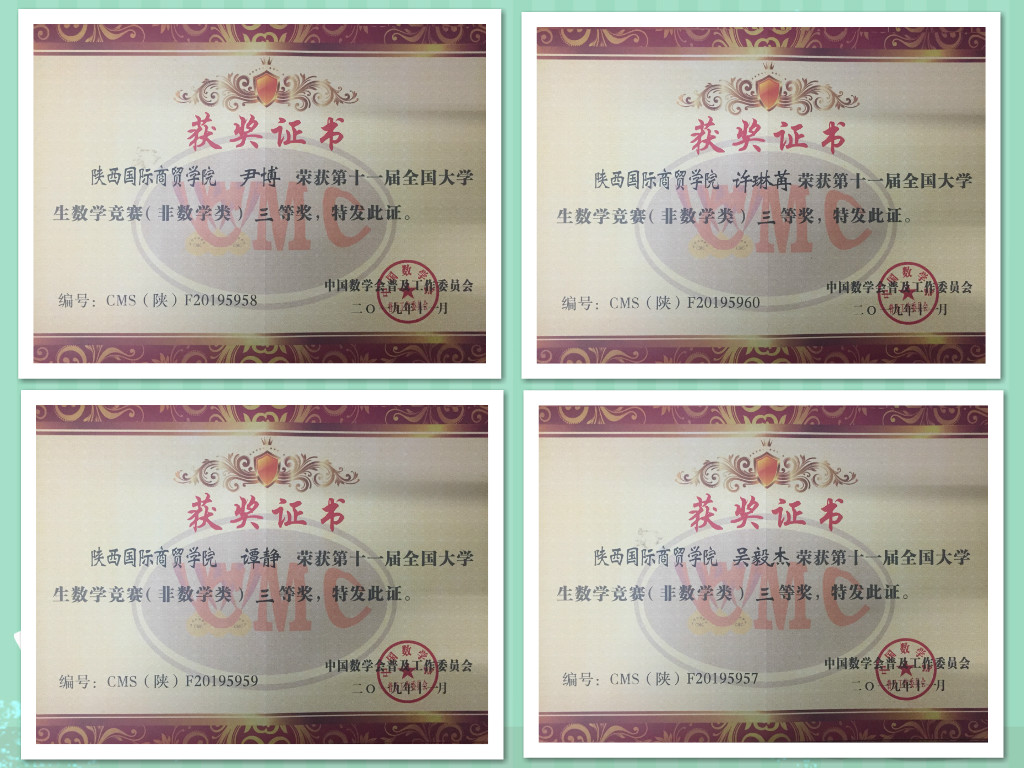 获奖证书
陕西国际商贸学院 尹博 荣获第十一届全国大学
生数学竞赛(非数学类)三等奖,特发此证。
中国数学会普及工作委员会
编号:CMS(陕)F20195958
二〇一九年十一月
获奖证书
陕西国际商贸学院 许琳苒 荣获第十一届全国大学
生数学竞赛(非数学类)三等奖,特发此证。
中国数学会普及工作委员会
编号:CMS(陕)F20195960
二〇一九年十一月
获奖证书
陕西国际商贸学院 谭静 荣获第十一届全国大学
生数学竞赛(非数学类)三等奖,特发此证。
中国数学会普及工作委员会
编号:CMS(陕)F20195959
二〇一九年十一月
获奖证书
陕西国际商贸学院 吴毅杰 荣获第十一届全国大学
生数学竞赛(非数学类)三等奖,特发此证。
中国数学会普及工作委员会
编号:CMS(陕)F20195957
二〇一九年十一月